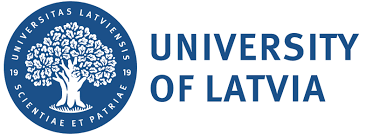 UNIVERSITAS LATVIENSIS
19 19
SCIENTIAE ET PATRIAE
UNIVERSITY
OF LATVIA